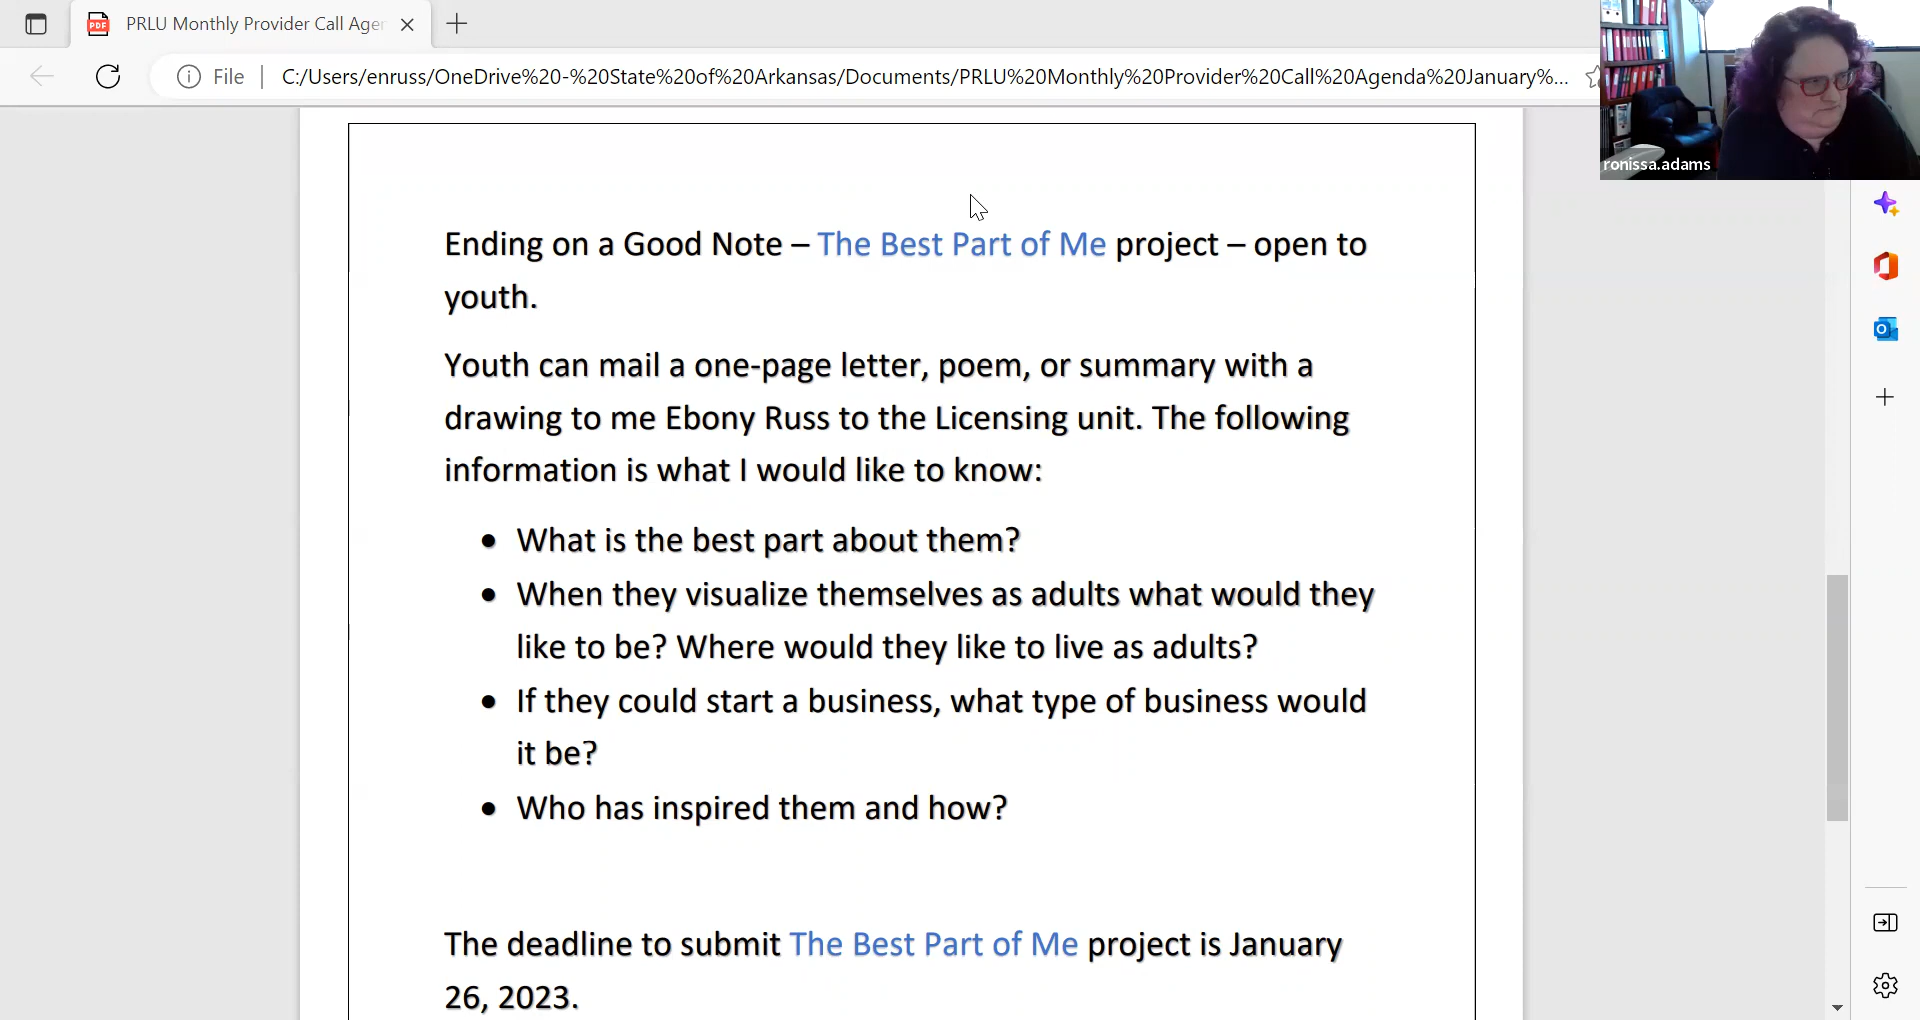 PRLU Monthly Provider Call Ager
File
C:/Users/enruss/OneDrive%20-%20State%20of%20Arkansas/Documents/PRLU%20Monthly%20Provider%20Call%20Agenda%20January%...
ronissa.adams
Ending on a Good Note – The Best Part of Me project – open to
youth.
Youth can mail a one-page letter, poem, or summary with a
drawing to me Ebony Russ to the Licensing unit. The following
information is what I would like to know:
• What is the best part about them?
• When they visualize themselves as adults what would they
like to be? Where would they like to live as adults?
• If they could start a business, what type of business would
it be?
• Who has inspired them and how?
The deadline to submit The Best Part of Me project is January
26, 2023.